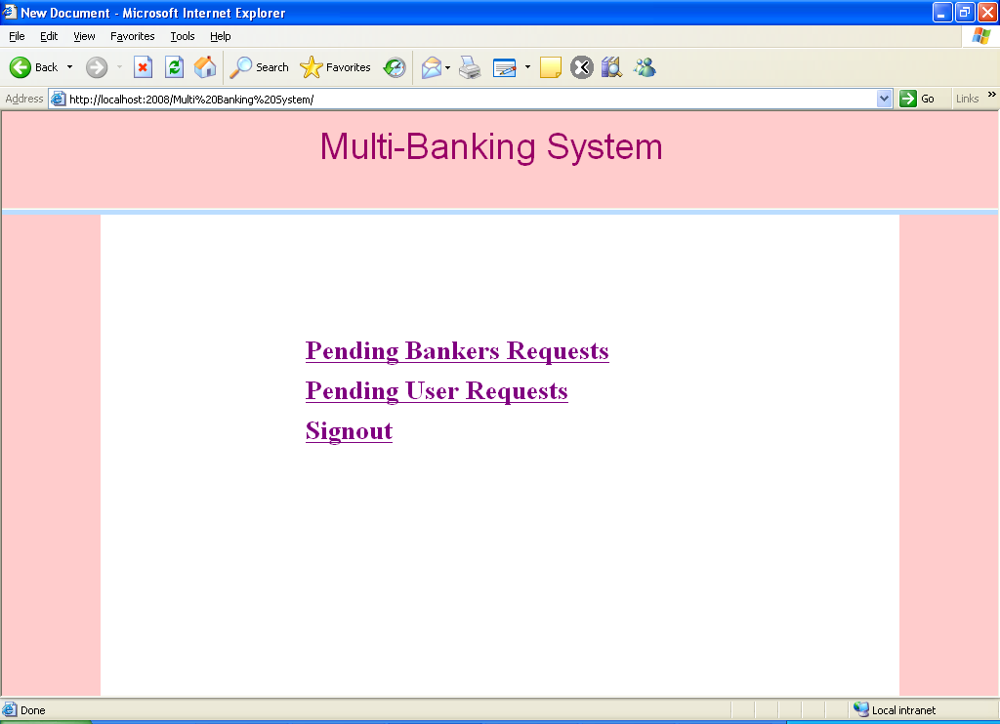 New Document - Microsoft Internet Explorer
File Edit View Favorites Tools Help
Back Search Favorites
Address http://localhost:2008/Multi%20Banking%20System/ Go Links »
Multi-Banking System
Pending Bankers Requests
Pending User Requests
Signout
Done Local intranet